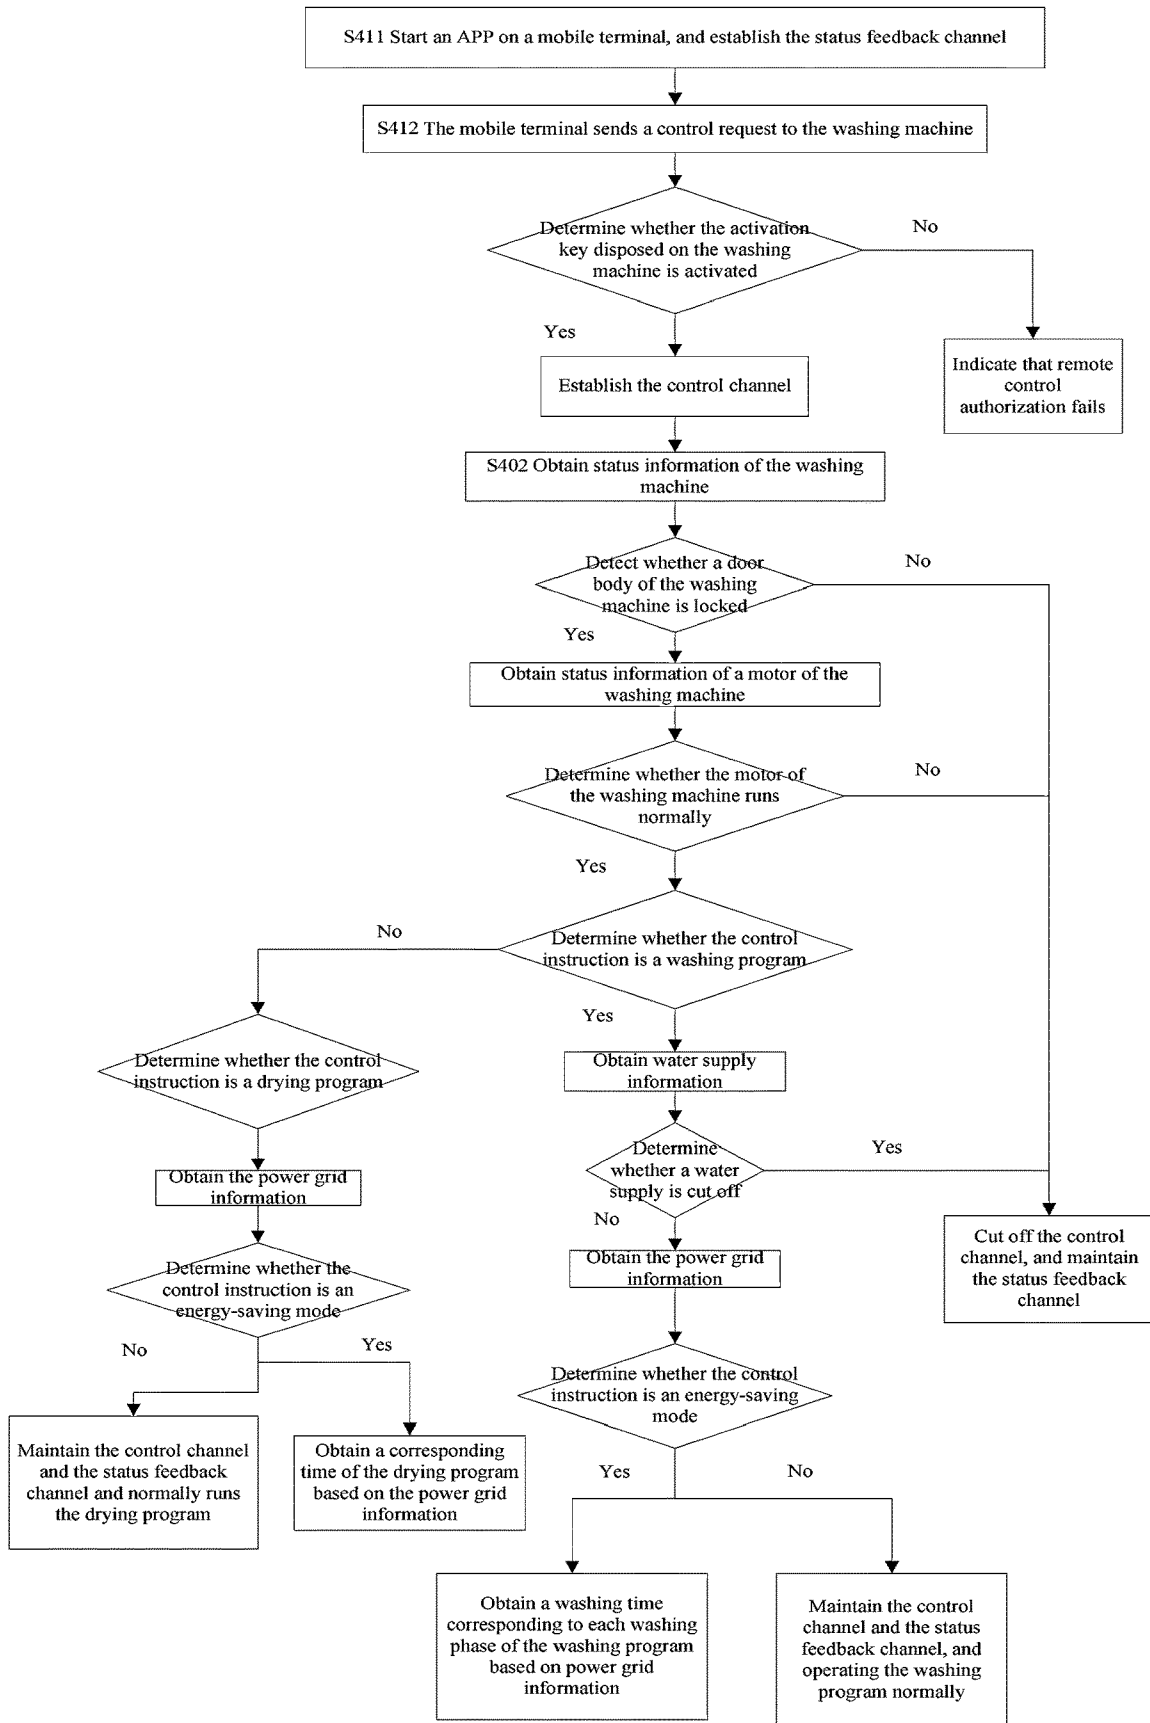 S411 Start an APP on a mobile terminal, and establish the status feedback channel
S412 The mobile terminal sends a control request to the washing machine
Determine whether the activation
key disposed on the washing
machine is activated
No
Yes
Indicate that remote
control
authorization fails
Establish the control channel
S402 Obtain status information of the washing
machine
Detect whether a door
body of the washing
machine is locked
No
Yes
Obtain status information of a motor of the
washing machine
Determine whether the motor of
the washing machine runs
normally
No
Yes
Determine whether the control
instruction is a washing program
No
Yes
Determine whether the control
instruction is a drying program
Obtain water supply
information
Determine
whether a water
supply is cut off
Yes
No
Obtain the power grid
information
Obtain the power grid
information
Cut off the control
channel, and maintain
the status feedback
channel
Determine whether the
control instruction is an
energy-saving mode
No
Yes
Determine whether the control
instruction is an energy-saving
mode
Maintain the control channel
and the status feedback
channel and normally runs
the drying program
Obtain a corresponding
time of the drying program
based on the power grid
information
Yes
No
Obtain a washing time
corresponding to each washing
phase of the washing program
based on power grid
information
Maintain the control
channel and the status
feedback channel, and
operating the washing
program normally